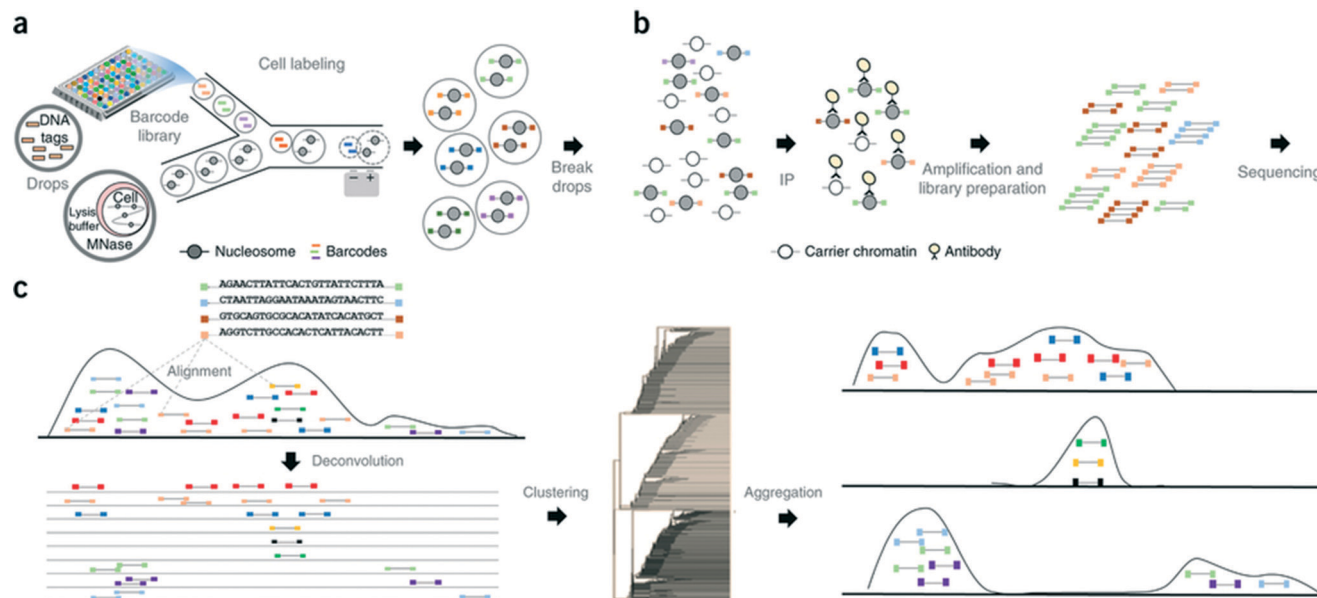 a
Cell labeling
Barcode
library
DNA
tags
Drops
Cell
Lysis
buffer
MNase
− +
Nucleosome
Barcodes
Break
drops
b
IP
Amplification and
library preparation
Sequencing
Carrier chromatin
Antibody
c
AGAACTTATTCACTGTTATTCTTTA
CTAATTAGGAATAAATAGTAACTTC
GTGCAGTGCGCACATATCACATGCT
AGGTCTTGCCACACTCATTACACTT
Alignment
Deconvolution
Clustering
Aggregation